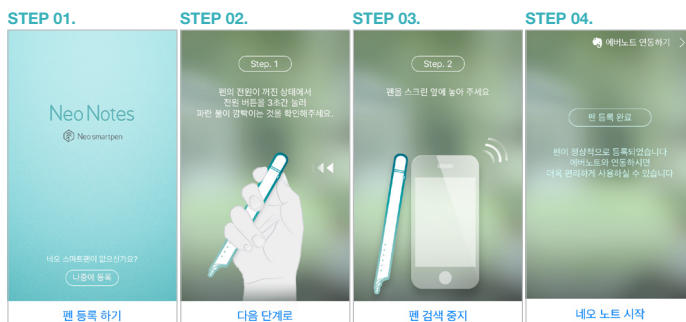 STEP 01.
Neo Notes
Neo smartpen
네오 스마트펜이 없으신가요?
나중에 등록
펜 등록 하기
STEP 02.
Step. 1
펜의 전원이 꺼진 상태에서
전원 버튼을 3초간 눌러
파란 불이 깜빡이는 것을 확인해주세요.
다음 단계로
STEP 03.
Step. 2
펜을 스크린 옆에 놓아 주세요
펜 검색 중지
STEP 04.
에버노트 연동하기
펜 등록 완료
펜이 정상적으로 등록되었습니다
에버노트와 연동하시면
더욱 편리하게 사용하실 수 있습니다
네오 노트 시작